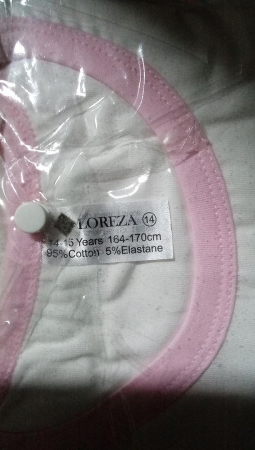 LOREZA 14
14-15 Years 164-170cm
95%Cotton 5%Elastane